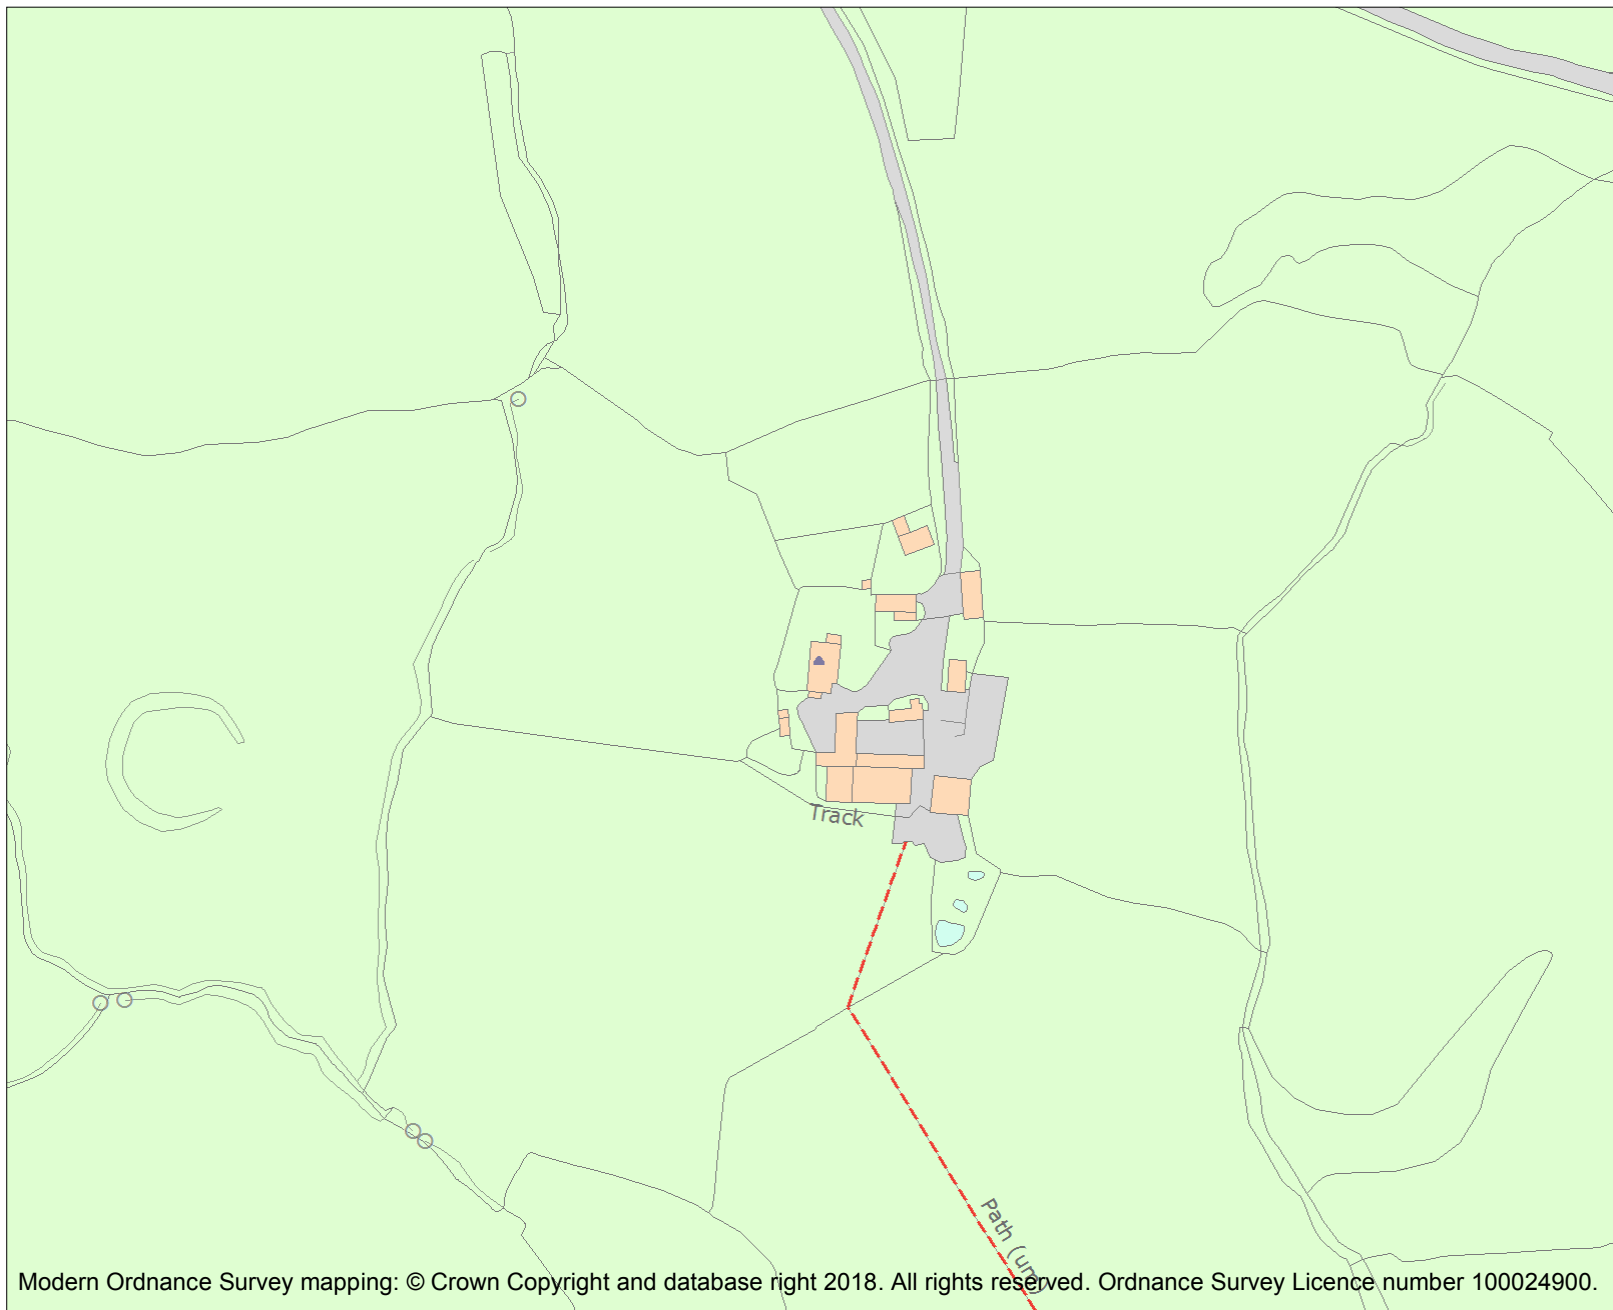 Track
Path (um)
Modern Ordnance Survey mapping: © Crown Copyright and database right 2018. All rights reserved. Ordnance Survey Licence number 100024900.